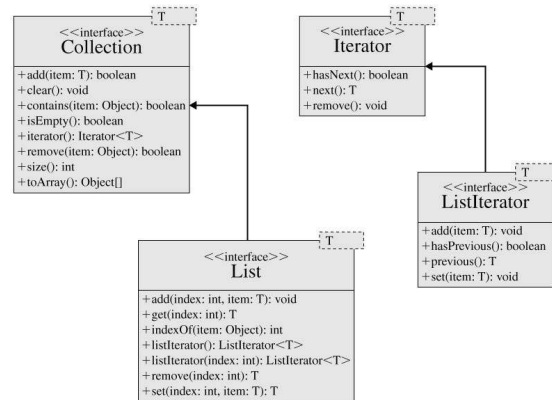 T
<<interface>>
Collection
+add(item: T): boolean
+clear(): void
+contains(item: Object): boolean
+isEmpty(): boolean
+iterator(): Iterator<T>
+remove(item: Object): boolean
+size(): int
+toArray(): Object[]
T
<<interface>>
Iterator
+hasNext(): boolean
+next(): T
+remove(): void
T
<<interface>>
List
+add(index: int, item: T): void
+get(index: int): T
+indexOf(item: Object): int
+listIterator(): ListIterator<T>
+listIterator(index: int): ListIterator<T>
+remove(index: int): T
+set(index: int, item: T): T
T
<<interface>>
ListIterator
+add(item: T): void
+hasPrevious(): boolean
+previous(): T
+set(item: T): void